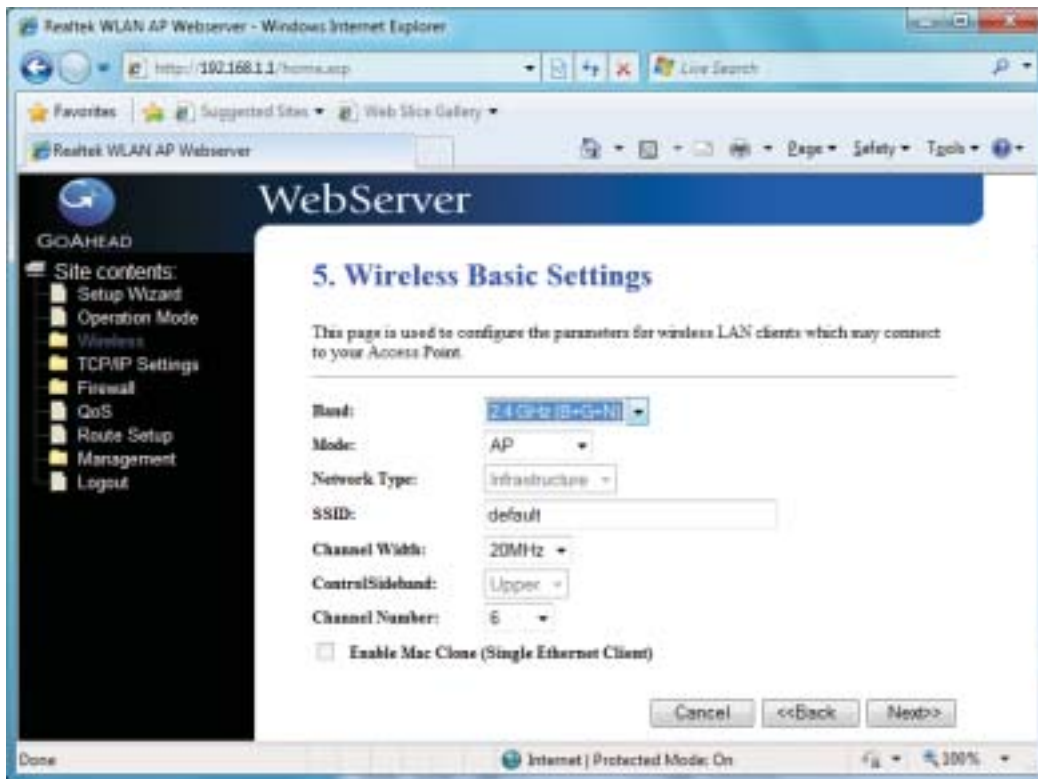 Realtek WLAN AP Webserver - Windows Internet Explorer
http://192.168.1.1/home.asp
Live Search
Favorites
Suggested Sites
Web Slice Gallery
Realtek WLAN AP Webserver
Page
Safety
Tools
GOAHEAD
WebServer
Site contents:
Setup Wizard
Operation Mode
Wireless
TCP/IP Settings
Firewall
QoS
Route Setup
Management
Logout
5. Wireless Basic Settings
This page is used to configure the parameters for wireless LAN clients which may connect
to your Access Point.
Band: 2.4 GHz (B+G+N)
Mode: AP
Network Type: Infrastructure
SSID: default
Channel Width: 20MHz
ControlSideband: Upper
Channel Number: 6
Enable Mac Clone (Single Ethernet Client)
Cancel <<Back Next>>
Done
Internet | Protected Mode: On
100%